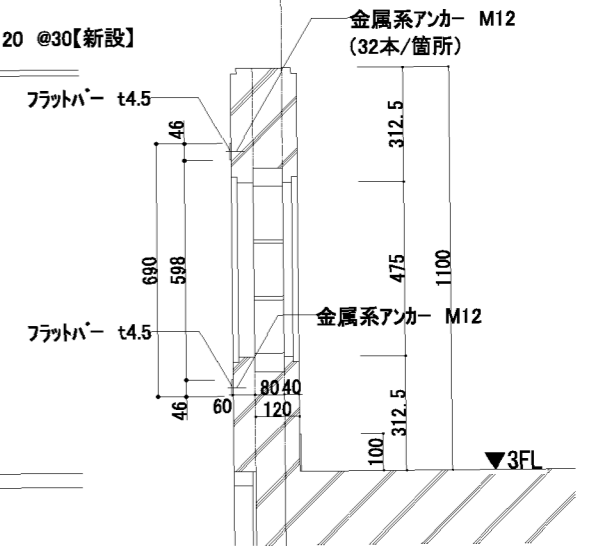 金属系アンカー M12
(32本/箇所)
20 @30【新設】
フラットバー t4.5
46
312.5
690
598
475
1100
金属系アンカー M12
フラットバー t4.5
80
40
60
120
46
312.5
100
▼3FL